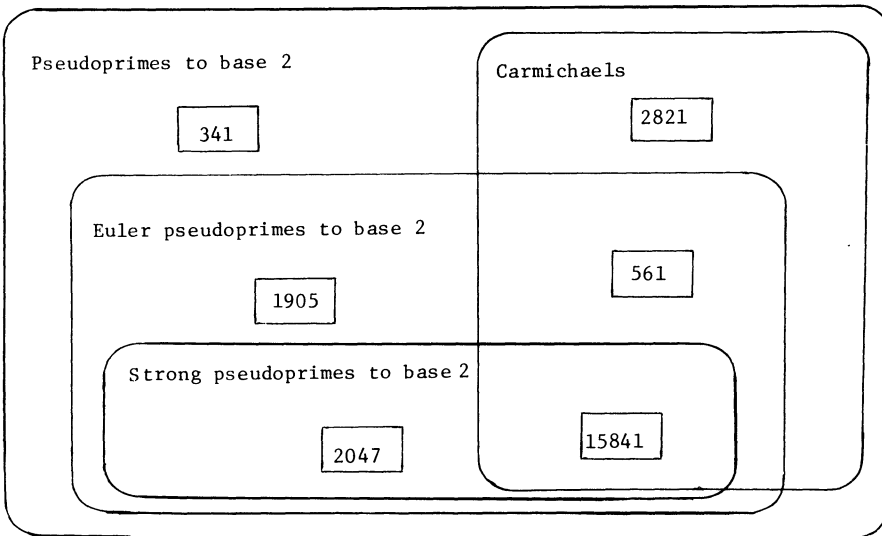 Pseudoprimes to base 2
Carmichaels
341
2821
Euler pseudoprimes to base 2
561
1905
Strong pseudoprimes to base 2
2047
15841